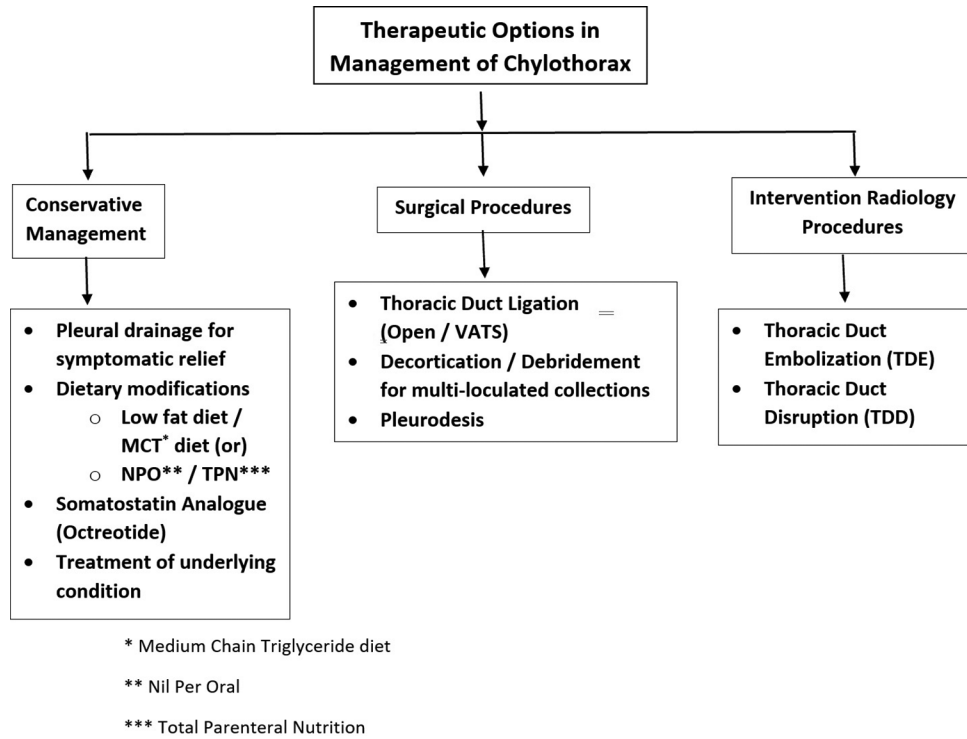 Therapeutic Options in
Management of Chylothorax
Conservative
Management
Surgical Procedures
Intervention Radiology
Procedures
• Pleural drainage for
symptomatic relief
• Dietary modifications
o Low fat diet /
MCT* diet (or)
o NPO** / TPN***
• Somatostatin Analogue
(Octreotide)
• Treatment of underlying
condition
• Thoracic Duct Ligation
(Open / VATS)
• Decortication / Debridement
for multi-loculated collections
• Pleurodesis
• Thoracic Duct
Embolization (TDE)
• Thoracic Duct
Disruption (TDD)
* Medium Chain Triglyceride diet
** Nil Per Oral
*** Total Parenteral Nutrition